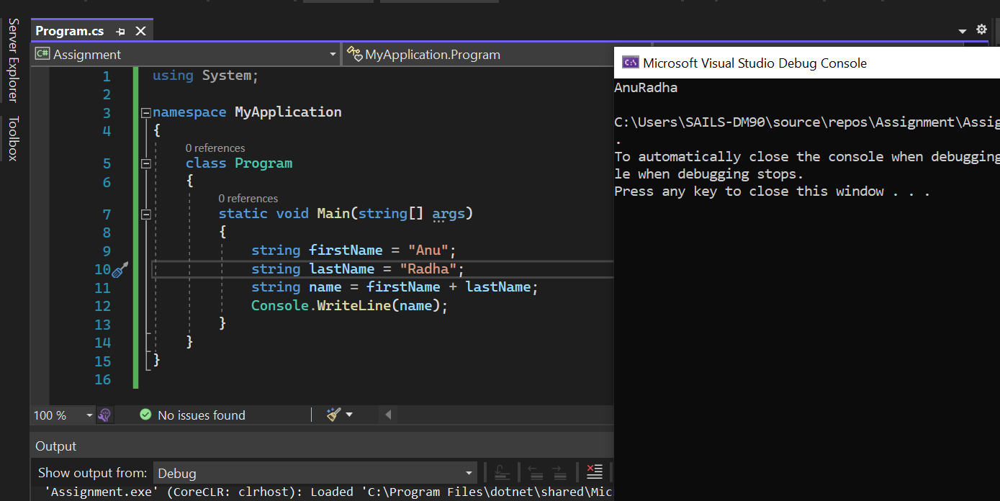 Server Explorer
Toolbox
Program.cs
C# Assignment
MyApplication.Program
1 using System;
2
3 namespace MyApplication
4 {
0 references
5 class Program
6 {
0 references
7 static void Main(string[] args)
8 {
9 string firstName = "Anu";
10 string lastName = "Radha";
11 string name = firstName + lastName;
12 Console.WriteLine(name);
13 }
14 }
15 }
16
100 %
No issues found
Output
Show output from: Debug
'Assignment.exe' (CoreCLR: clrhost): Loaded 'C:\Program Files\dotnet\shared\Mic
C:\ Microsoft Visual Studio Debug Console
AnuRadha
C:\Users\SAILS-DM90\source\repos\Assignment\Assig
.
To automatically close the console when debugging
le when debugging stops.
Press any key to close this window . . .